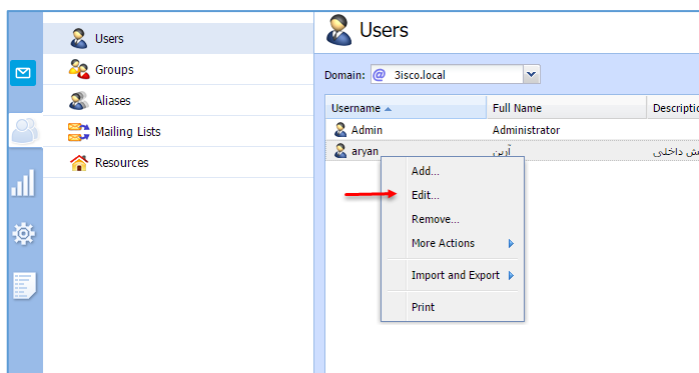 Users
Groups
Aliases
Mailing Lists
Resources
Users
Domain: @ 3isco.local
Username Full Name Descriptio
Admin Administrator
aryan آرین ش داخلی
Add...
Edit...
Remove...
More Actions
Import and Export
Print